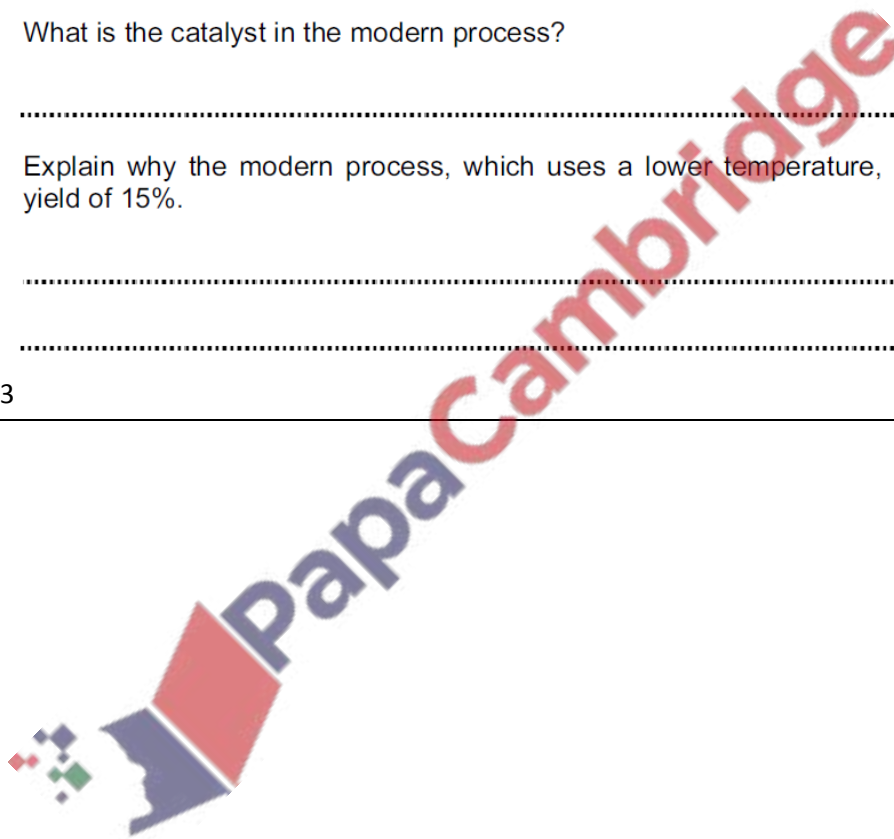 What is the catalyst in the modern process?
Explain why the modern process, which uses a lower temperature,
yield of 15%.
3
PapaCambridge